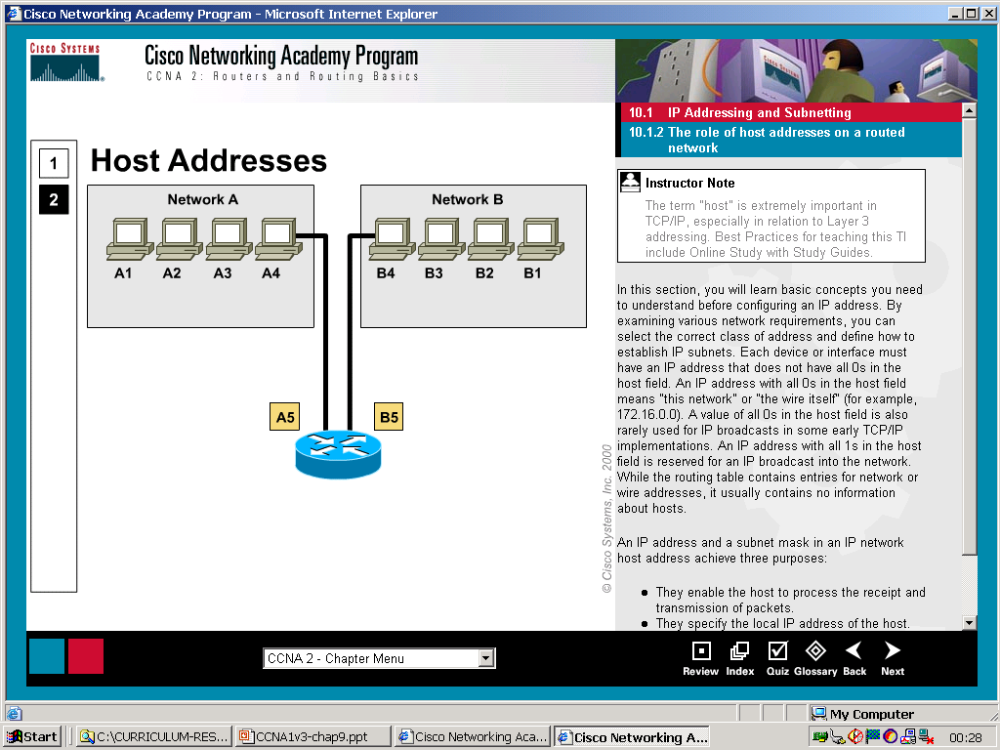 Cisco Networking Academy Program - Microsoft Internet Explorer
CISCO SYSTEMS
Cisco Networking Academy Program
CCNA 2: Routers and Routing Basics
CISCO SYSTEMS
10.1 IP Addressing and Subnetting
10.1.2 The role of host addresses on a routed
network
1
2
Host Addresses
Network A
Network B
A1 A2 A3 A4
B4 B3 B2 B1
A5
B5
© Cisco Systems, Inc. 2000
Instructor Note
The term "host" is extremely important in
TCP/IP, especially in relation to Layer 3
addressing. Best Practices for teaching this TI
include Online Study with Study Guides.
In this section, you will learn basic concepts you need
to understand before configuring an IP address. By
examining various network requirements, you can
select the correct class of address and define how to
establish IP subnets. Each device or interface must
have an IP address that does not have all 0s in the
host field. An IP address with all 0s in the host field
means "this network" or "the wire itself" (for example,
172.16.0.0). A value of all 0s in the host field is also
rarely used for IP broadcasts in some early TCP/IP
implementations. An IP address with all 1s in the host
field is reserved for an IP broadcast into the network.
While the routing table contains entries for network or
wire addresses, it usually contains no information
about hosts.
An IP address and a subnet mask in an IP network
host address achieve three purposes:
● They enable the host to process the receipt and
transmission of packets.
● They specify the local IP address of the host.
CCNA 2 - Chapter Menu
Review Index Quiz Glossary Back Next
My Computer
Start
C:\CURRICULUM-RES...
CCNA1v3-chap9.ppt
Cisco Networking Aca...
Cisco Networking A...
00:28